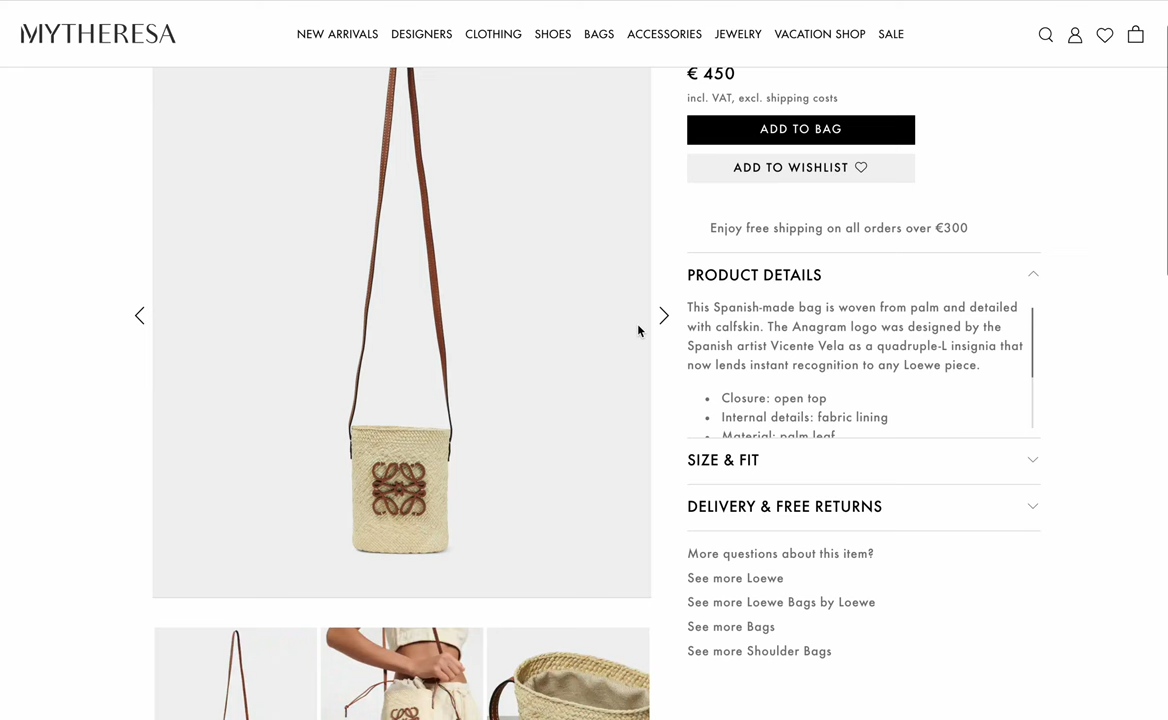 MYTHERESA
NEW ARRIVALS DESIGNERS CLOTHING SHOES BAGS ACCESSORIES JEWELRY VACATION SHOP SALE
€ 450
incl. VAT, excl. shipping costs
ADD TO BAG
ADD TO WISHLIST
Enjoy free shipping on all orders over €300
PRODUCT DETAILS
This Spanish-made bag is woven from palm and detailed
with calfskin. The Anagram logo was designed by the
Spanish artist Vicente Vela as a quadruple-L insignia that
now lends instant recognition to any Loewe piece.
• Closure: open top
• Internal details: fabric lining
• Material: palm leaf
SIZE & FIT
DELIVERY & FREE RETURNS
More questions about this item?
See more Loewe
See more Loewe Bags by Loewe
See more Bags
See more Shoulder Bags